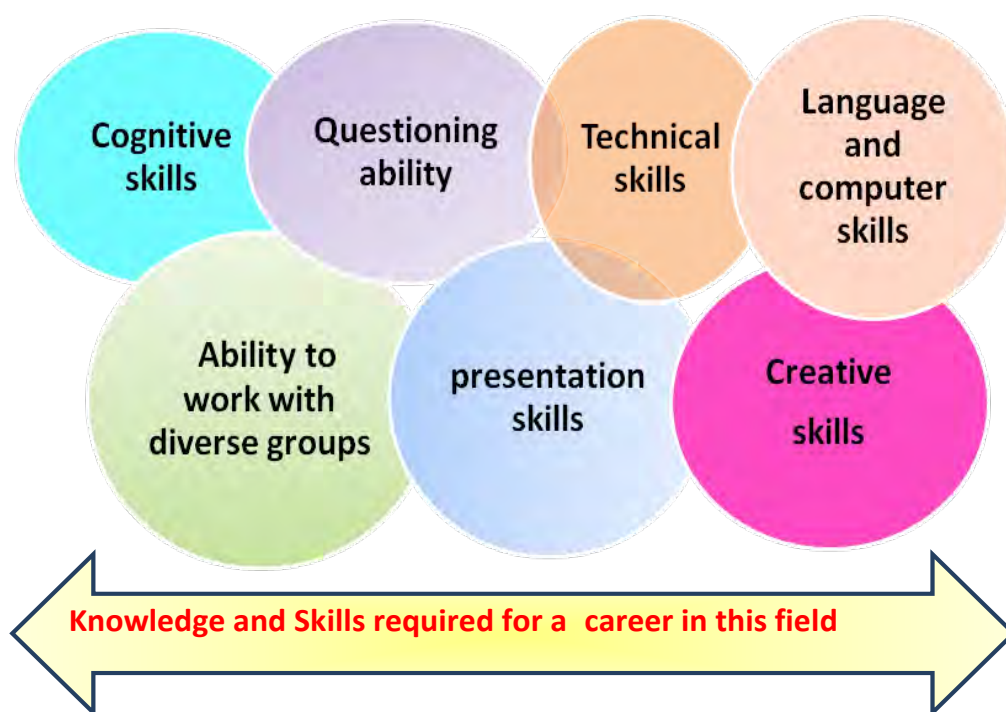 Cognitive
skills
Questioning
ability
Technical
skills
Language
and
computer
skills
Ability to
work with
diverse groups
presentation
skills
Creative
skills
Knowledge and Skills required for a  career in this field